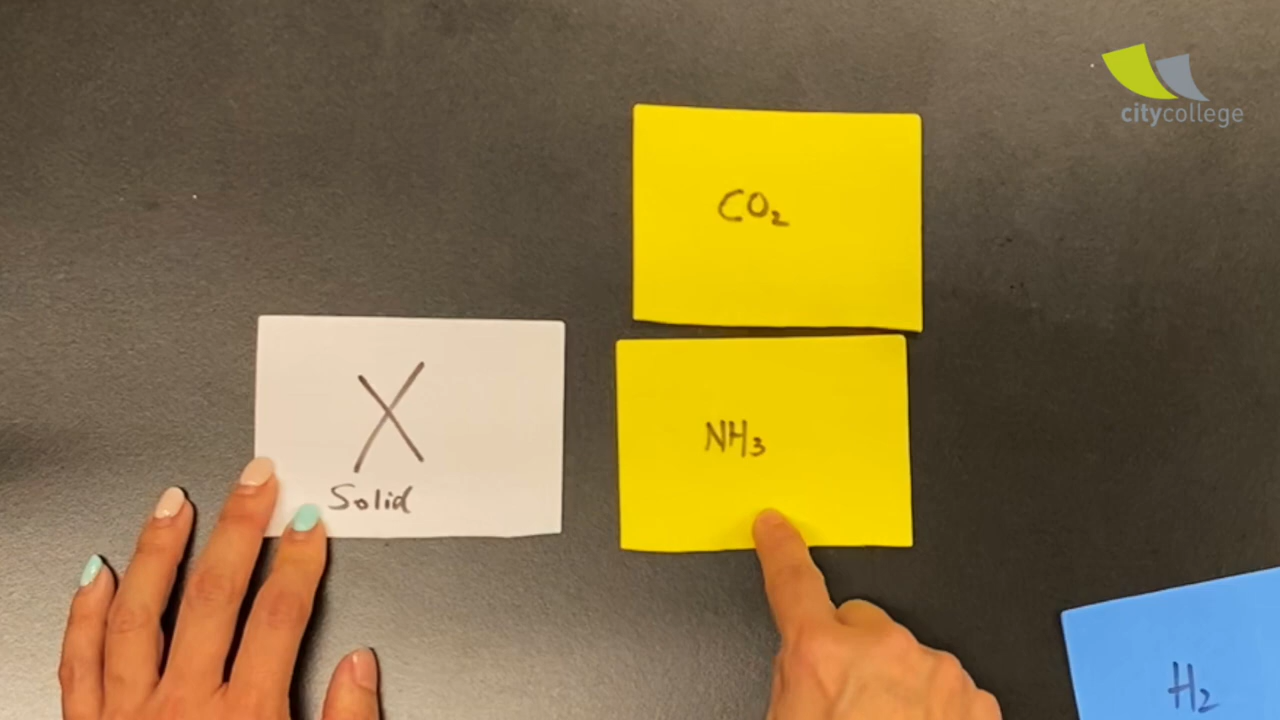 citycollege
CO₂
X
Solid
NH₃
H₂